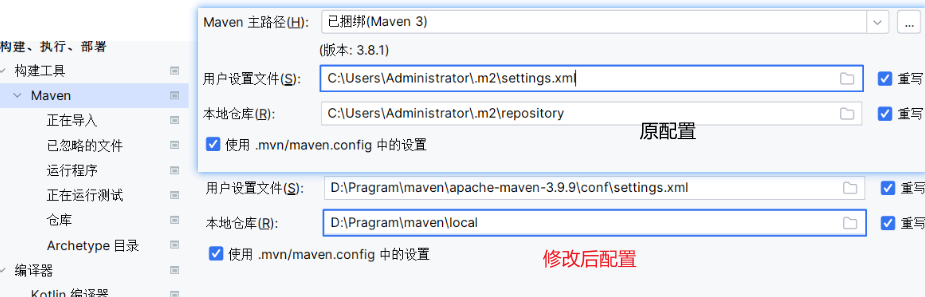 构建、执行、部署
构建工具
Maven
正在导入
已忽略的文件
运行程序
正在运行测试
仓库
Archetype 目录
编译器
Kotlin 编译器
Maven 主路径(H): 已捆绑(Maven 3) ...
(版本: 3.8.1)
用户设置文件(S): C:\Users\Administrator\.m2\settings.xml 重写
本地仓库(R): C:\Users\Administrator\.m2\repository 重写
原配置
使用 .mvn/maven.config 中的设置
用户设置文件(S): D:\Pragram\maven\apache-maven-3.9.9\conf\settings.xml 重写
本地仓库(R): D:\Pragram\maven\local 重写
使用 .mvn/maven.config 中的设置
修改后配置